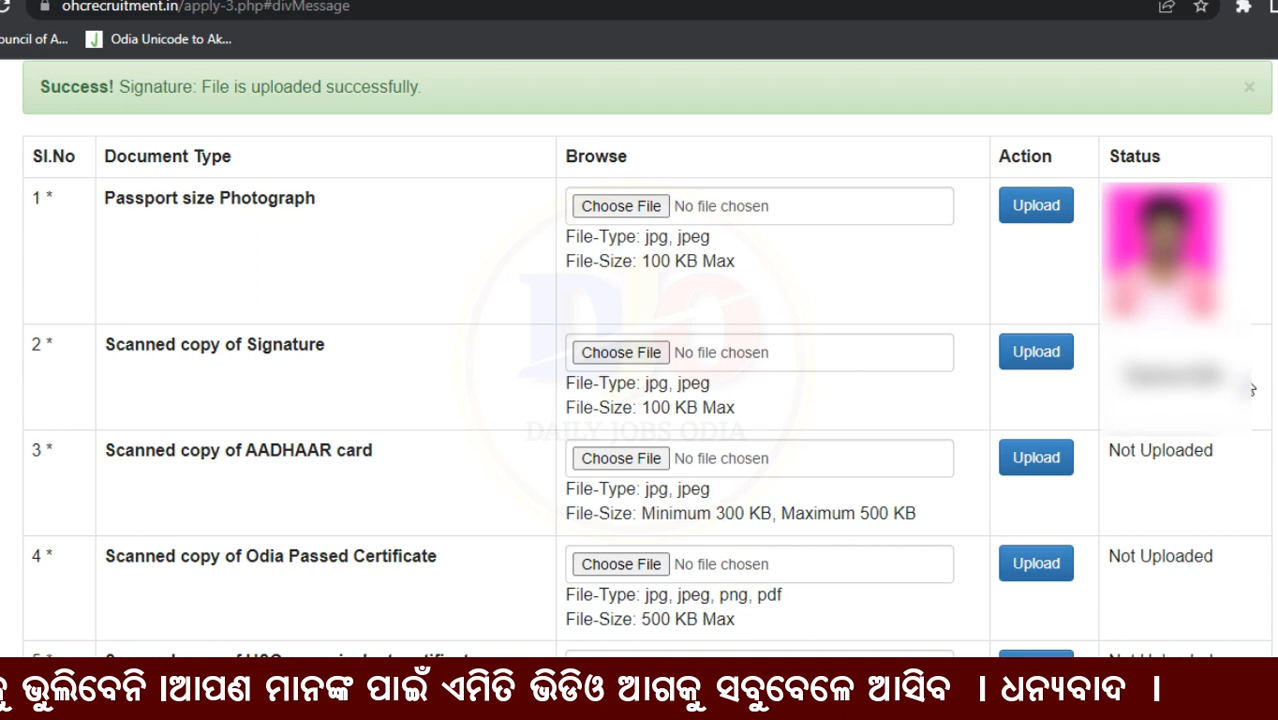 ohcrecruitment.in/apply-3.php#divMessage
ouncil of A... Odia Unicode to Ak...
Success! Signature: File is uploaded successfully. ×
Sl.No Document Type Browse Action Status
1 * Passport size Photograph Choose File No file chosen Upload
File-Type: jpg, jpeg
File-Size: 100 KB Max
2 * Scanned copy of Signature Choose File No file chosen Upload
File-Type: jpg, jpeg
File-Size: 100 KB Max
DAILY JOBS ODIA
3 * Scanned copy of AADHAAR card Choose File No file chosen Upload Not Uploaded
File-Type: jpg, jpeg
File-Size: Minimum 300 KB, Maximum 500 KB
4 * Scanned copy of Odia Passed Certificate Choose File No file chosen Upload Not Uploaded
File-Type: jpg, jpeg, png, pdf
File-Size: 500 KB Max
ଭୁଲିବେନି ।ଆପଣ ମାନଙ୍କ ପାଇଁ ଏମିତି ଭିଡିଓ ଆଗକୁ ସବୁବେଳେ ଆସିବ । ଧନ୍ୟବାଦ ।